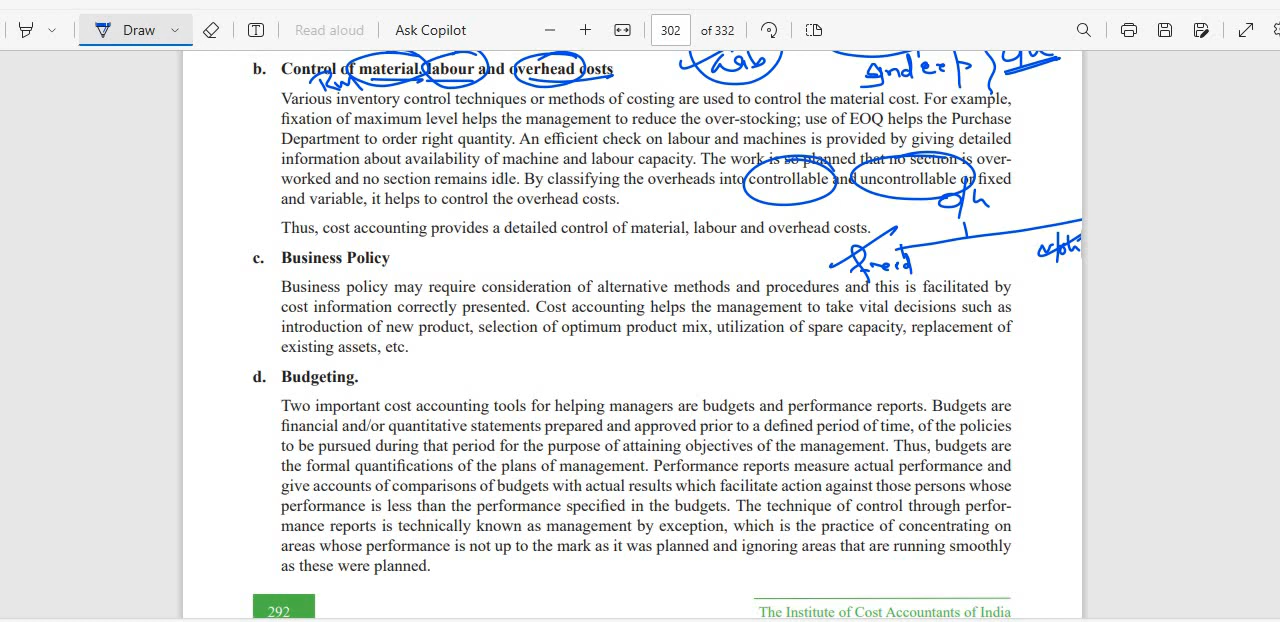 Draw
Read aloud
Ask Copilot
302 of 332
b. Control of material, labour and overhead costs
RM
Various inventory control techniques or methods of costing are used to control the material cost. For example,
fixation of maximum level helps the management to reduce the over-stocking; use of EOQ helps the Purchase
Department to order right quantity. An efficient check on labour and machines is provided by giving detailed
information about availability of machine and labour capacity. The work is so planned that no section is over-
worked and no section remains idle. By classifying the overheads into controllable and uncontrollable or fixed
and variable, it helps to control the overhead costs.
O/h
Thus, cost accounting provides a detailed control of material, labour and overhead costs.
c. Business Policy
Business policy may require consideration of alternative methods and procedures and this is facilitated by
cost information correctly presented. Cost accounting helps the management to take vital decisions such as
introduction of new product, selection of optimum product mix, utilization of spare capacity, replacement of
existing assets, etc.
d. Budgeting.
Two important cost accounting tools for helping managers are budgets and performance reports. Budgets are
financial and/or quantitative statements prepared and approved prior to a defined period of time, of the policies
to be pursued during that period for the purpose of attaining objectives of the management. Thus, budgets are
the formal quantifications of the plans of management. Performance reports measure actual performance and
give accounts of comparisons of budgets with actual results which facilitate action against those persons whose
performance is less than the performance specified in the budgets. The technique of control through perfor-
mance reports is technically known as management by exception, which is the practice of concentrating on
areas whose performance is not up to the mark as it was planned and ignoring areas that are running smoothly
as these were planned.
292
The Institute of Cost Accountants of India